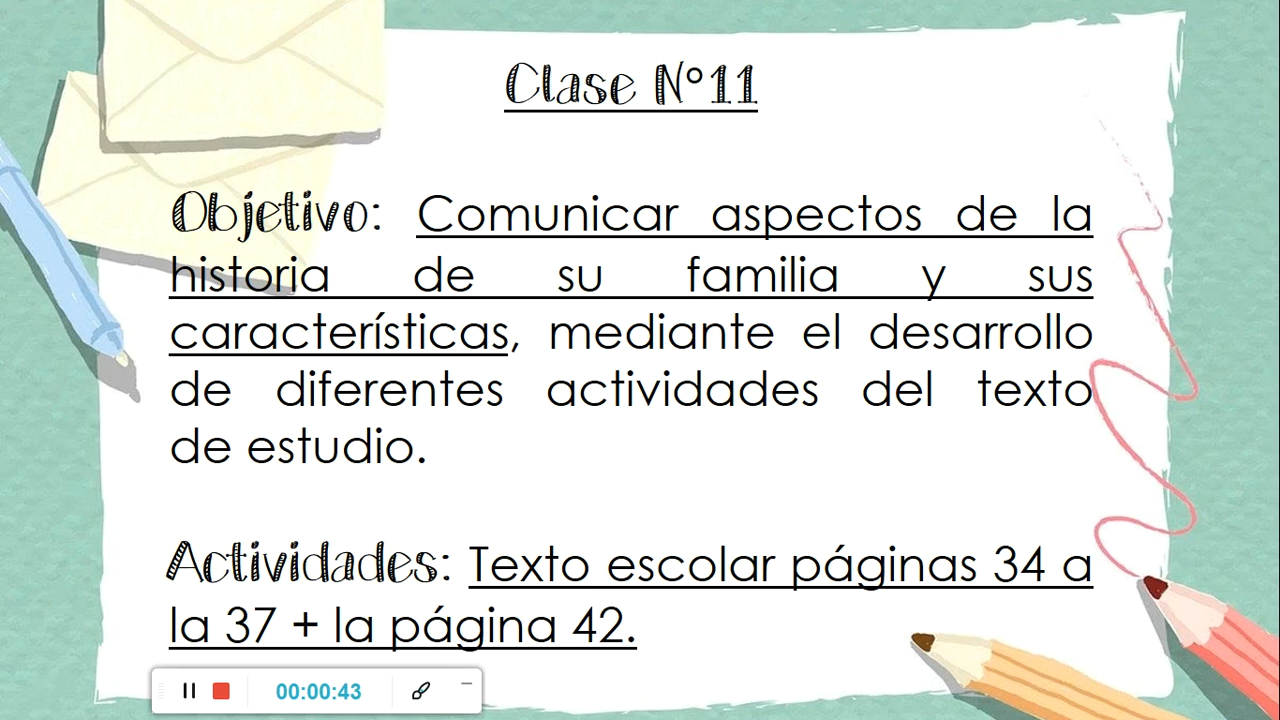 Clase N°11
Objetivo: Comunicar aspectos de la
historia de su familia y sus
características, mediante el desarrollo
de diferentes actividades del texto
de estudio.
Actividades: Texto escolar páginas 34 a
la 37 + la página 42.
00:00:43